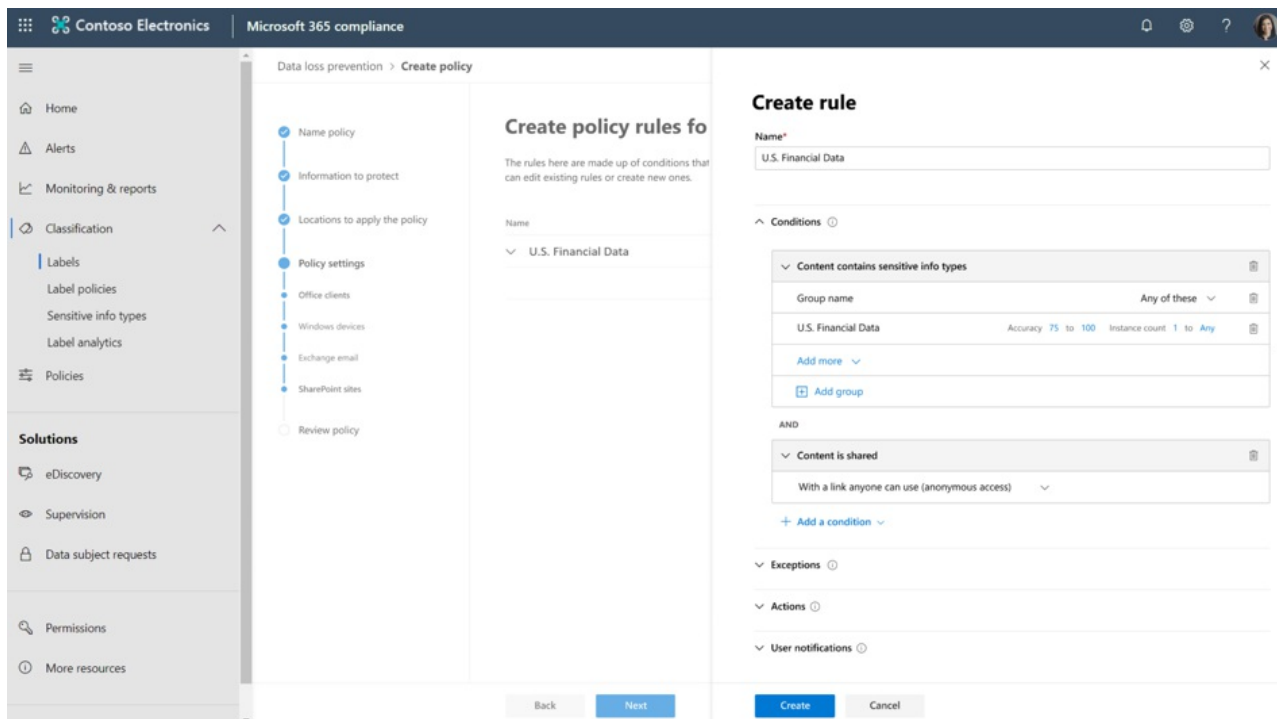 Contoso Electronics
Microsoft 365 compliance
?
Home
Alerts
Monitoring & reports
Classification
Labels
Label policies
Sensitive info types
Label analytics
Policies
Solutions
eDiscovery
Supervision
Data subject requests
Permissions
More resources
Data loss prevention > Create policy
Name policy
Information to protect
Locations to apply the policy
Policy settings
Office clients
Windows devices
Exchange email
SharePoint sites
Review policy
Create policy rules fo
The rules here are made up of conditions that
can edit existing rules or create new ones.
Name
U.S. Financial Data
Back Next
Create rule
Name*
U.S. Financial Data
Conditions
Content contains sensitive info types
Group name Any of these
U.S. Financial Data Accuracy 75 to 100 Instance count 1 to Any
Add more
Add group
AND
Content is shared
With a link anyone can use (anonymous access)
Add a condition
Exceptions
Actions
User notifications
Create Cancel